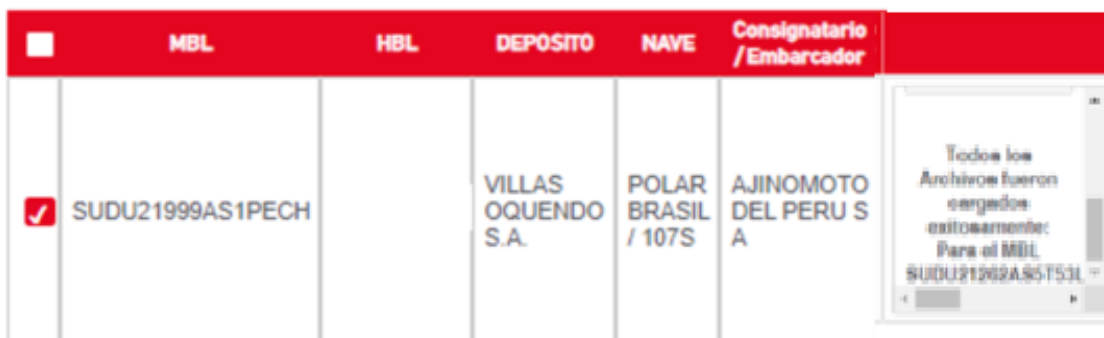 MBL
HBL
DEPÓSITO
NAVE
Consignatario
/Embarcador
SUDU21999AS1PECH
VILLAS
OQUENDO
S.A.
POLAR
BRASIL
/ 107S
AJINOMOTO
DEL PERU S
A
Todos los
Archivos fueron
cargados
exitosamente:
Para el MBL